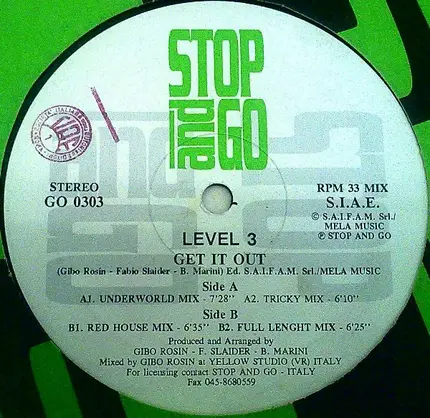 STOP
and
GO
STEREO
GO 0303
RPM 33 MIX
S.I.A.E.
© S.A.I.F.A.M. Srl./
MELA MUSIC
℗ STOP AND GO
LEVEL 3
GET IT OUT
(Gibo Rosin - Fabio Slaider - B. Marini) Ed. S.A.I.F.A.M. Srl./MELA MUSIC
Side A
A1. UNDERWORLD MIX - 7'28" A2. TRICKY MIX - 6'10"
Side B
B1. RED HOUSE MIX - 6'35" B2. FULL LENGHT MIX - 6'25"
Produced and Arranged by
GIBO ROSIN - F. SLAIDER - B. MARINI
Mixed by GIBO ROSIN at YELLOW STUDIO (VR) ITALY
For licensing contact STOP AND GO - ITALY
Fax 045-8680559